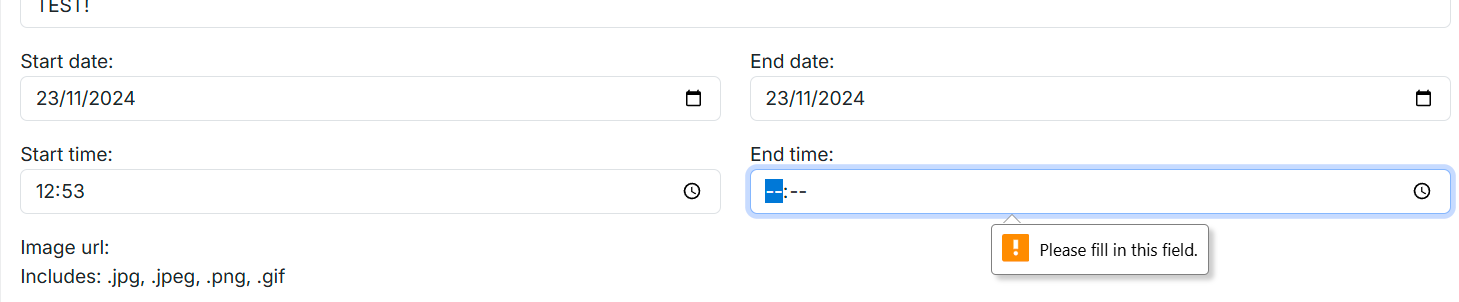 TEST!
Start date:
End date:
23/11/2024
23/11/2024
Start time:
End time:
12:53
--:--
Image url:
Please fill in this field.
Includes: .jpg, .jpeg, .png, .gif